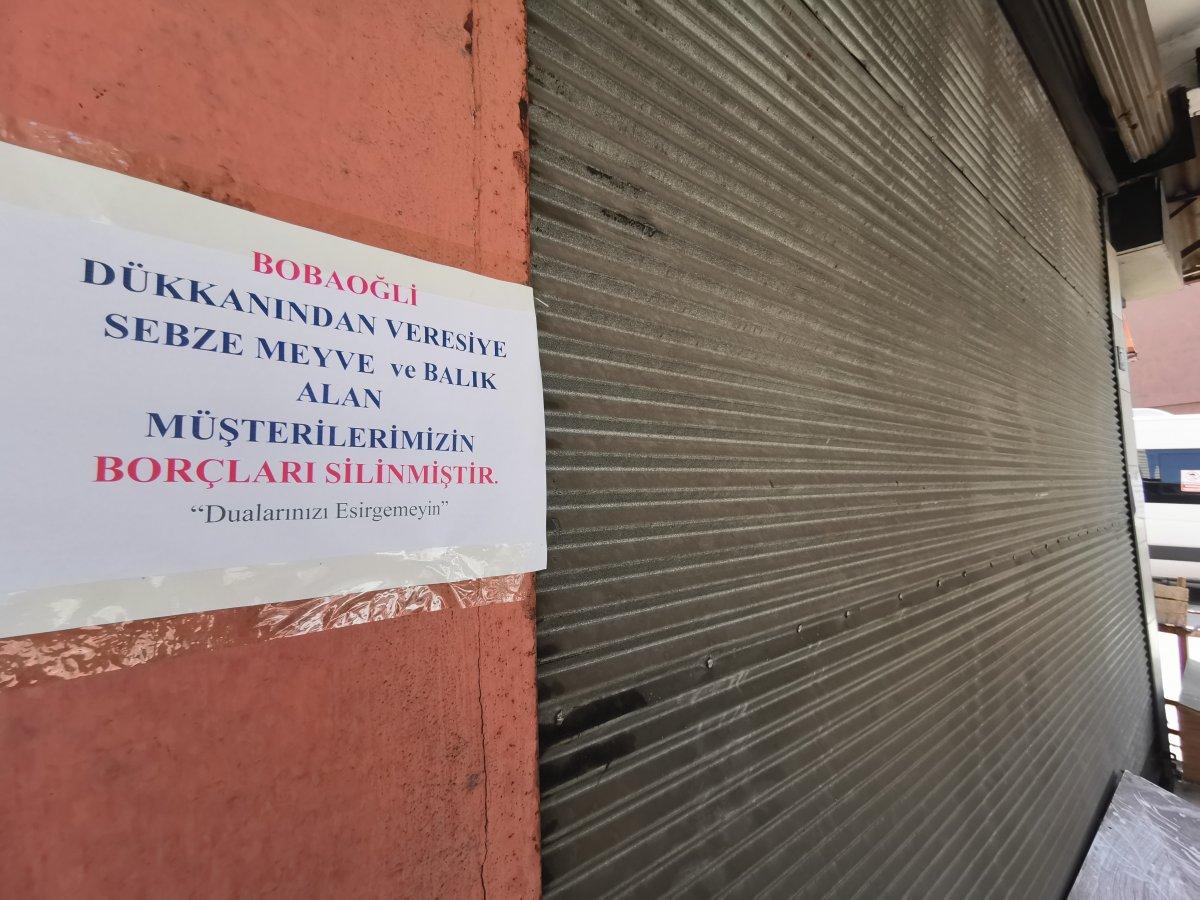 BOBAOĞLİ
DÜKKANINDAN VERESİYE
SEBZE MEYVE ve BALIK
ALAN
MÜŞTERİLERİMİZİN
BORÇLARI SİLİNMİŞTİR.
“Dualarınızı Esirgemeyin”